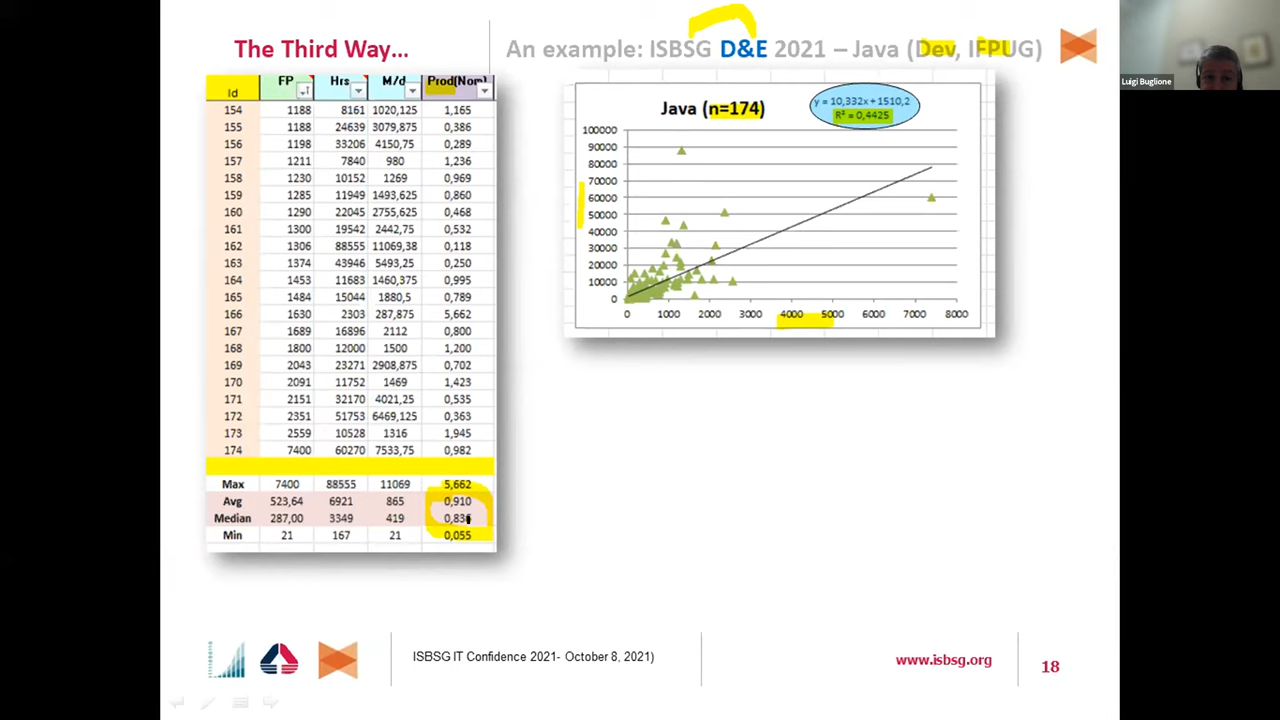 The Third Way...
An example: ISBSG D&E 2021 – Java (Dev, IFPUG)
Luigi Buglione
Id FP Hrs M/d Prod(Nom)
154 1188 8161 1020,125 1,165
155 1188 24639 3079,875 0,386
156 1198 33206 4150,75 0,289
157 1211 7840 980 1,236
158 1230 10152 1269 0,969
159 1285 11949 1493,625 0,860
160 1290 22045 2755,625 0,468
161 1300 19542 2442,75 0,532
162 1306 88555 11069,38 0,118
163 1374 43946 5493,25 0,250
164 1453 11683 1460,375 0,995
165 1484 15044 1880,5 0,789
166 1630 2303 287,875 5,662
167 1689 16896 2112 0,800
168 1800 12000 1500 1,200
169 2043 23271 2908,875 0,702
170 2091 11752 1469 1,423
171 2151 32170 4021,25 0,535
172 2351 51753 6469,125 0,363
173 2559 10528 1316 1,945
174 7400 60270 7533,75 0,982
Max 7400 88555 11069 5,662
Avg 523,64 6921 865 0,910
Median 287,00 3349 419
Min 21 167 21 0,055
Java (n=174)
y = 10,332x + 1510,2
R² = 0,4425
100000
90000
80000
70000
60000
50000
40000
30000
20000
10000
0
0 1000 2000 3000 4000 5000 6000 7000 8000
ISBSG IT Confidence 2021- October 8, 2021)
www.isbsg.org
18